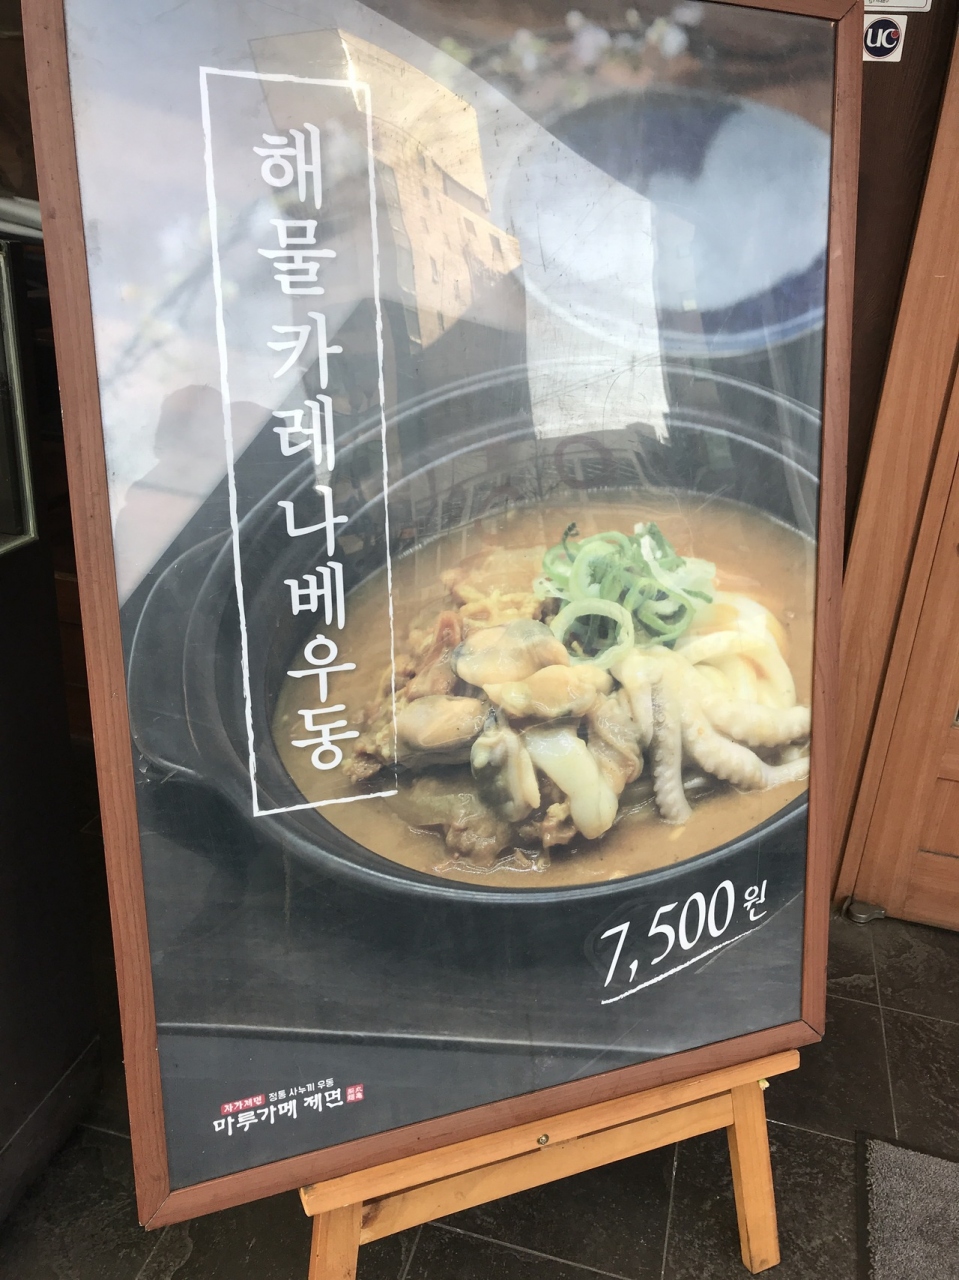 해물카레나베우동
7,500원
자가제면 정통 사누끼 우동
마루가메 제면
UC